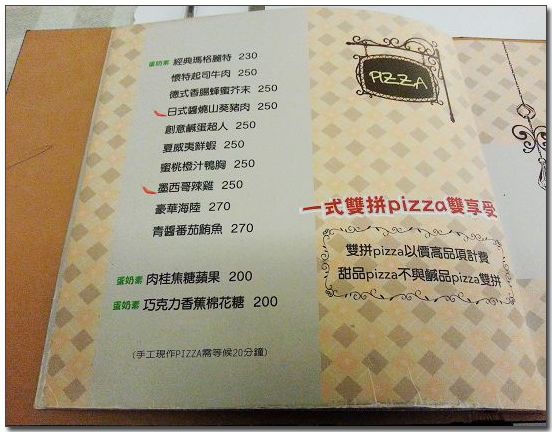 蛋奶素 經典瑪格麗特 230
懷特起司牛肉 250
德式香腸蜂蜜芥末 250
日式醬燒山葵豬肉 250
創意鹹蛋超人 250
夏威夷鮮蝦 250
蜜桃橙汁鴨胸 250
墨西哥辣雞 250
豪華海陸 270
青醬番茄鮪魚 270
蛋奶素 肉桂焦糖蘋果 200
蛋奶素 巧克力香蕉棉花糖 200
(手工現作PIZZA需等候20分鐘)
PIZZA
一式雙拼pizza雙享受
雙拼pizza以價高品項計費
甜品pizza不與鹹品pizza雙拼